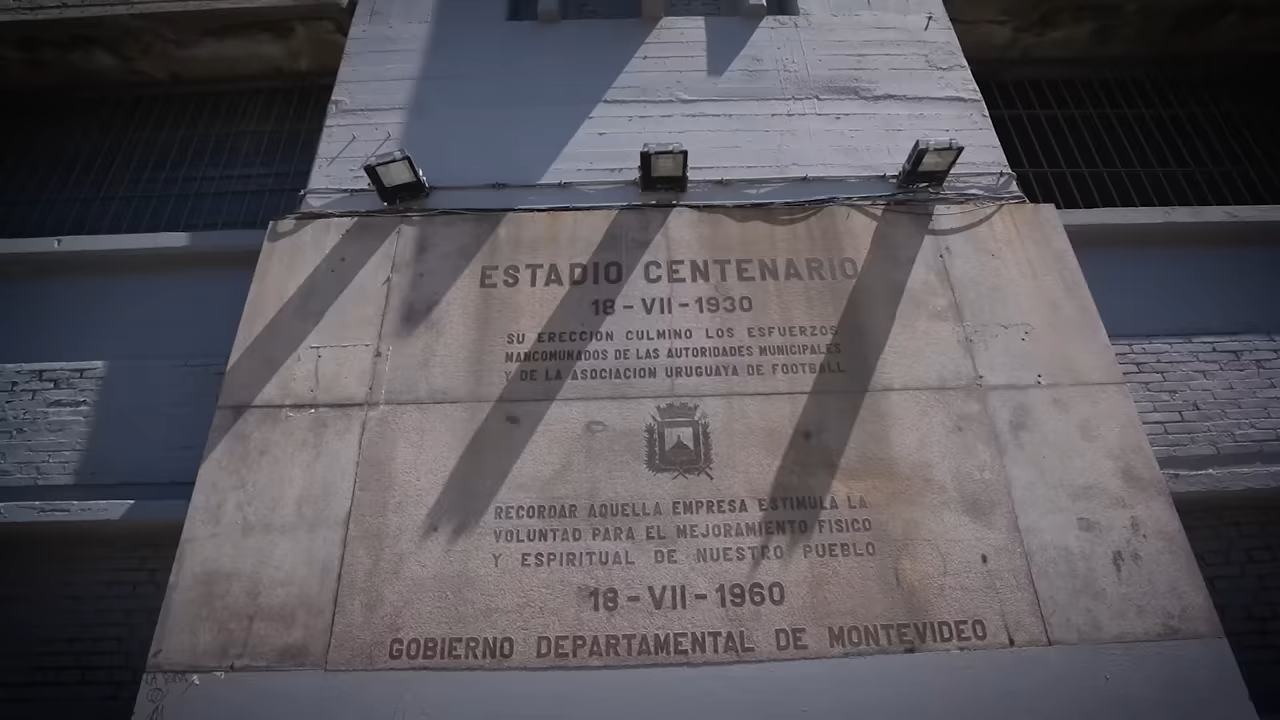 ESTADIO CENTENARIO
18-VII-1930
SU ERECCION CULMINO LOS ESFUERZOS
MANCOMUNADOS DE LAS AUTORIDADES MUNICIPALES
Y DE LA ASOCIACION URUGUAYA DE FOOTBALL
RECORDAR AQUELLA EMPRESA ESTIMULA LA
VOLUNTAD PARA EL MEJORAMIENTO FISICO
Y ESPIRITUAL DE NUESTRO PUEBLO
18-VII-1960
GOBIERNO DEPARTAMENTAL DE MONTEVIDEO